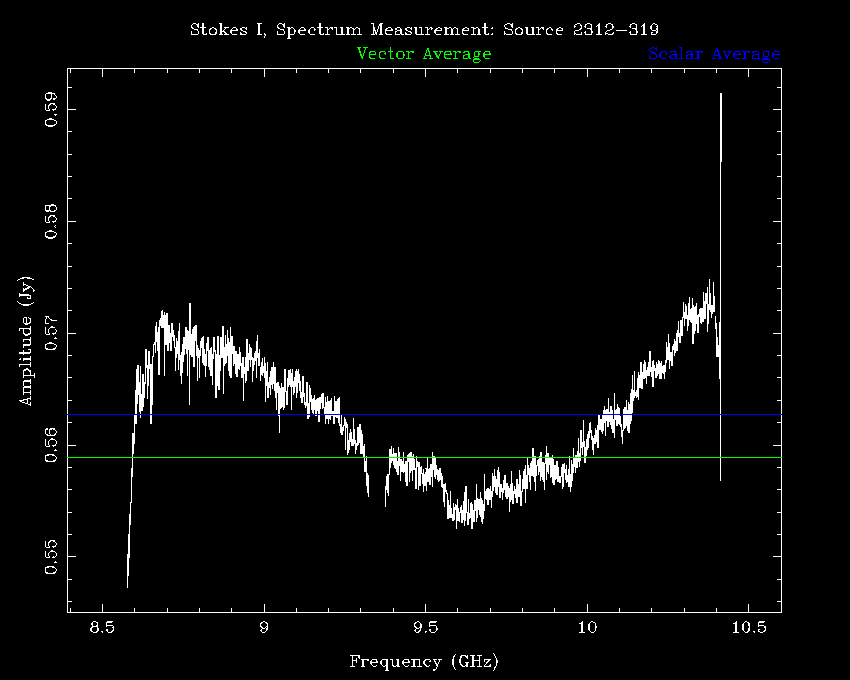 Stokes I, Spectrum Measurement: Source 2312−319
Vector Average Scalar Average
0.59
0.58
0.57
0.56
0.55
Amplitude (Jy)
8.5 9 9.5 10 10.5
Frequency (GHz)